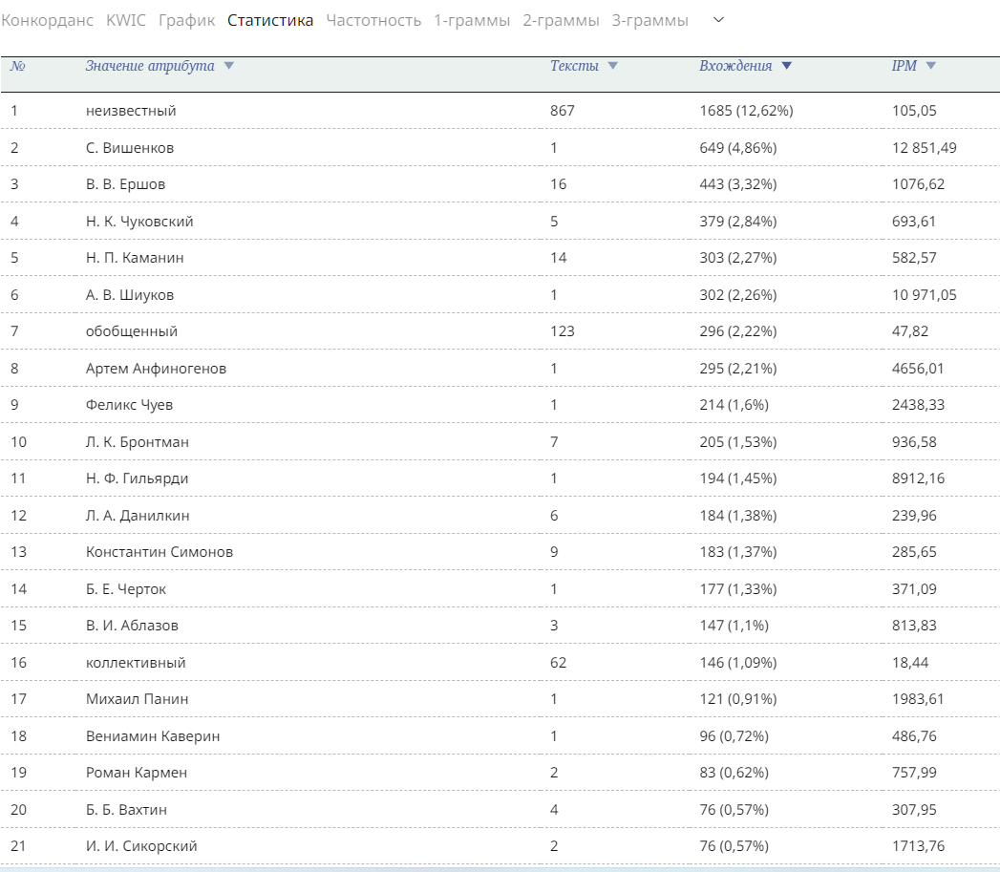 Конкорданс KWIC График Статистика Частотность 1-граммы 2-граммы 3-граммы
№ Значение атрибута Тексты Вхождения IPM
1 неизвестный 867 1685 (12,62%) 105,05
2 С. Вишенков 1 649 (4,86%) 12 851,49
3 В. В. Ершов 16 443 (3,32%) 1076,62
4 Н. К. Чуковский 5 379 (2,84%) 693,61
5 Н. П. Каманин 14 303 (2,27%) 582,57
6 А. В. Шиуков 1 302 (2,26%) 10 971,05
7 обобщенный 123 296 (2,22%) 47,82
8 Артем Анфиногенов 1 295 (2,21%) 4656,01
9 Феликс Чуев 1 214 (1,6%) 2438,33
10 Л. К. Бронтман 7 205 (1,53%) 936,58
11 Н. Ф. Гильярди 1 194 (1,45%) 8912,16
12 Л. А. Данилкин 6 184 (1,38%) 239,96
13 Константин Симонов 9 183 (1,37%) 285,65
14 Б. Е. Черток 1 177 (1,33%) 371,09
15 В. И. Аблазов 3 147 (1,1%) 813,83
16 коллективный 62 146 (1,09%) 18,44
17 Михаил Панин 1 121 (0,91%) 1983,61
18 Вениамин Каверин 1 96 (0,72%) 486,76
19 Роман Кармен 2 83 (0,62%) 757,99
20 Б. Б. Вахтин 4 76 (0,57%) 307,95
21 И. И. Сикорский 2 76 (0,57%) 1713,76